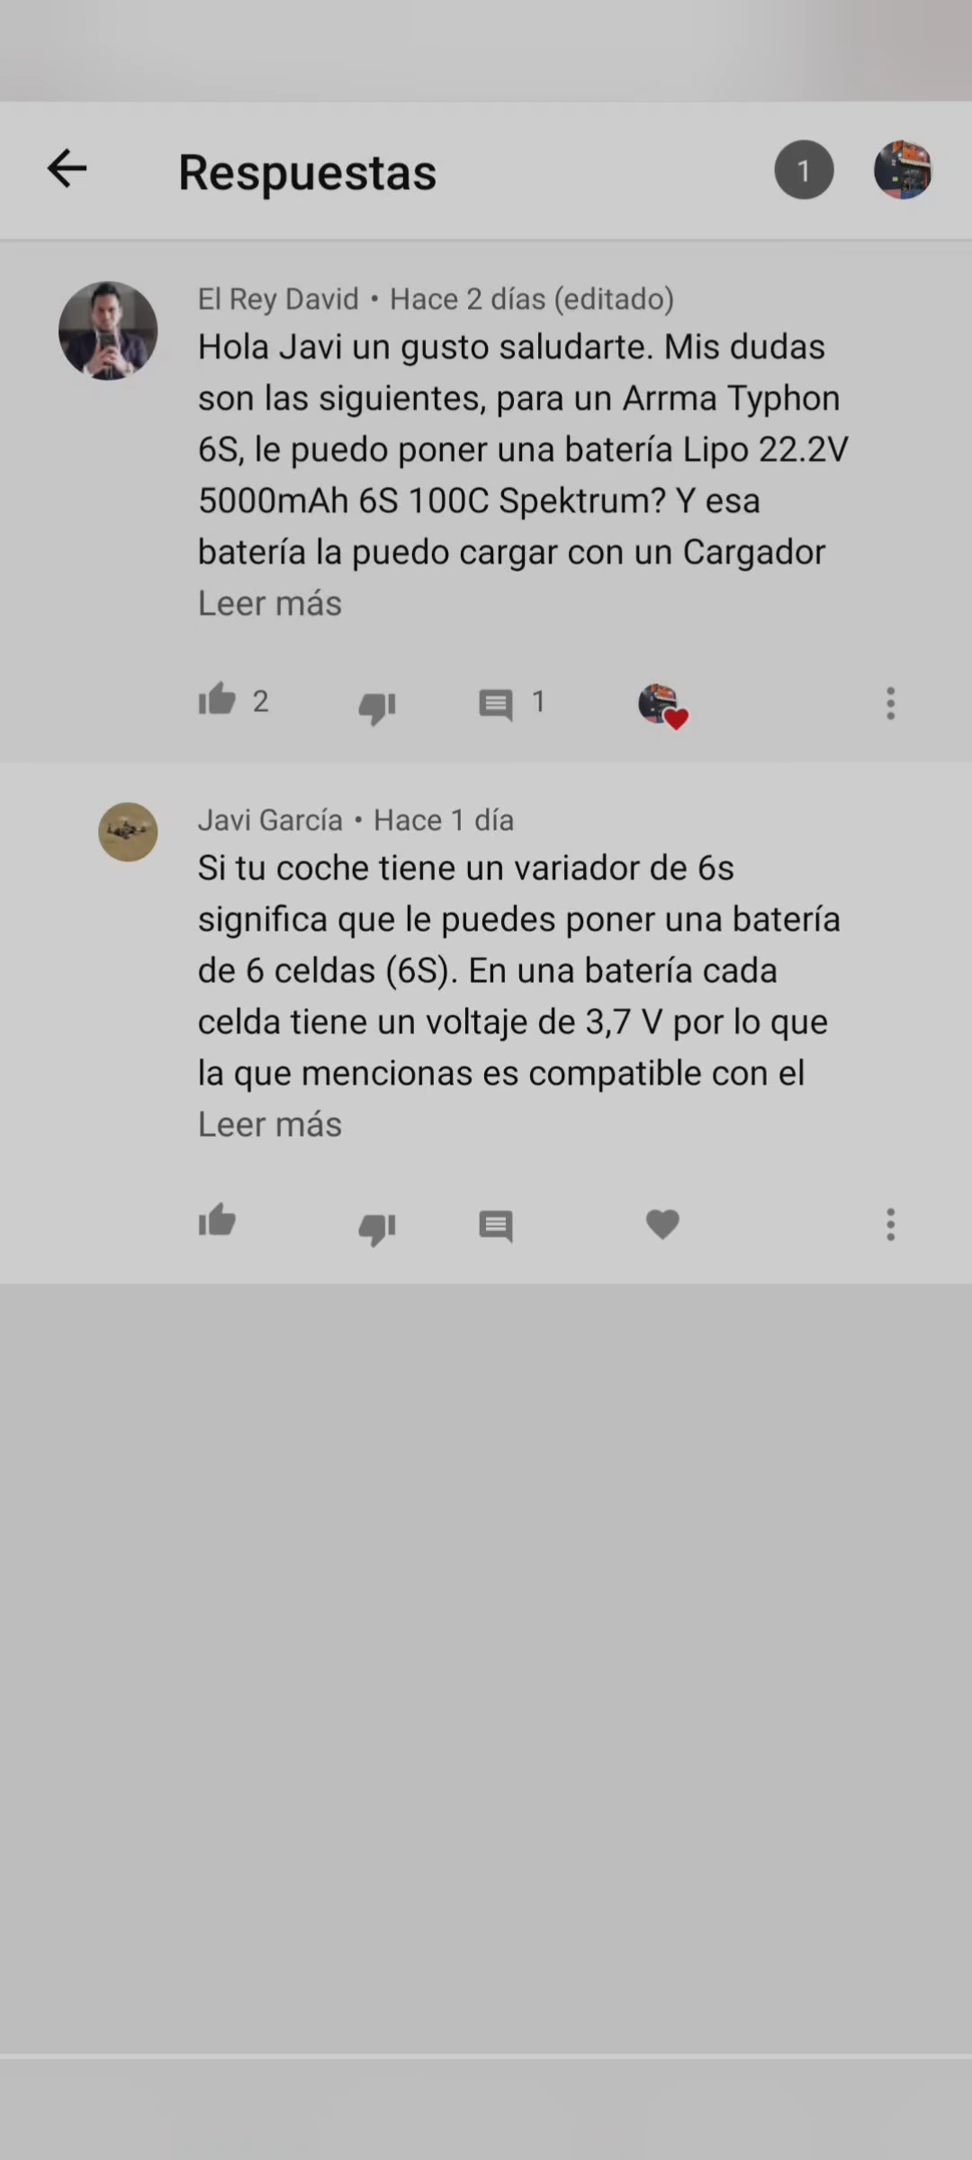 Respuestas
1
El Rey David • Hace 2 días (editado)
Hola Javi un gusto saludarte. Mis dudas
son las siguientes, para un Arrma Typhon
6S, le puedo poner una batería Lipo 22.2V
5000mAh 6S 100C Spektrum? Y esa
batería la puedo cargar con un Cargador
Leer más
2
1
Javi García • Hace 1 día
Si tu coche tiene un variador de 6s
significa que le puedes poner una batería
de 6 celdas (6S). En una batería cada
celda tiene un voltaje de 3,7 V por lo que
la que mencionas es compatible con el
Leer más